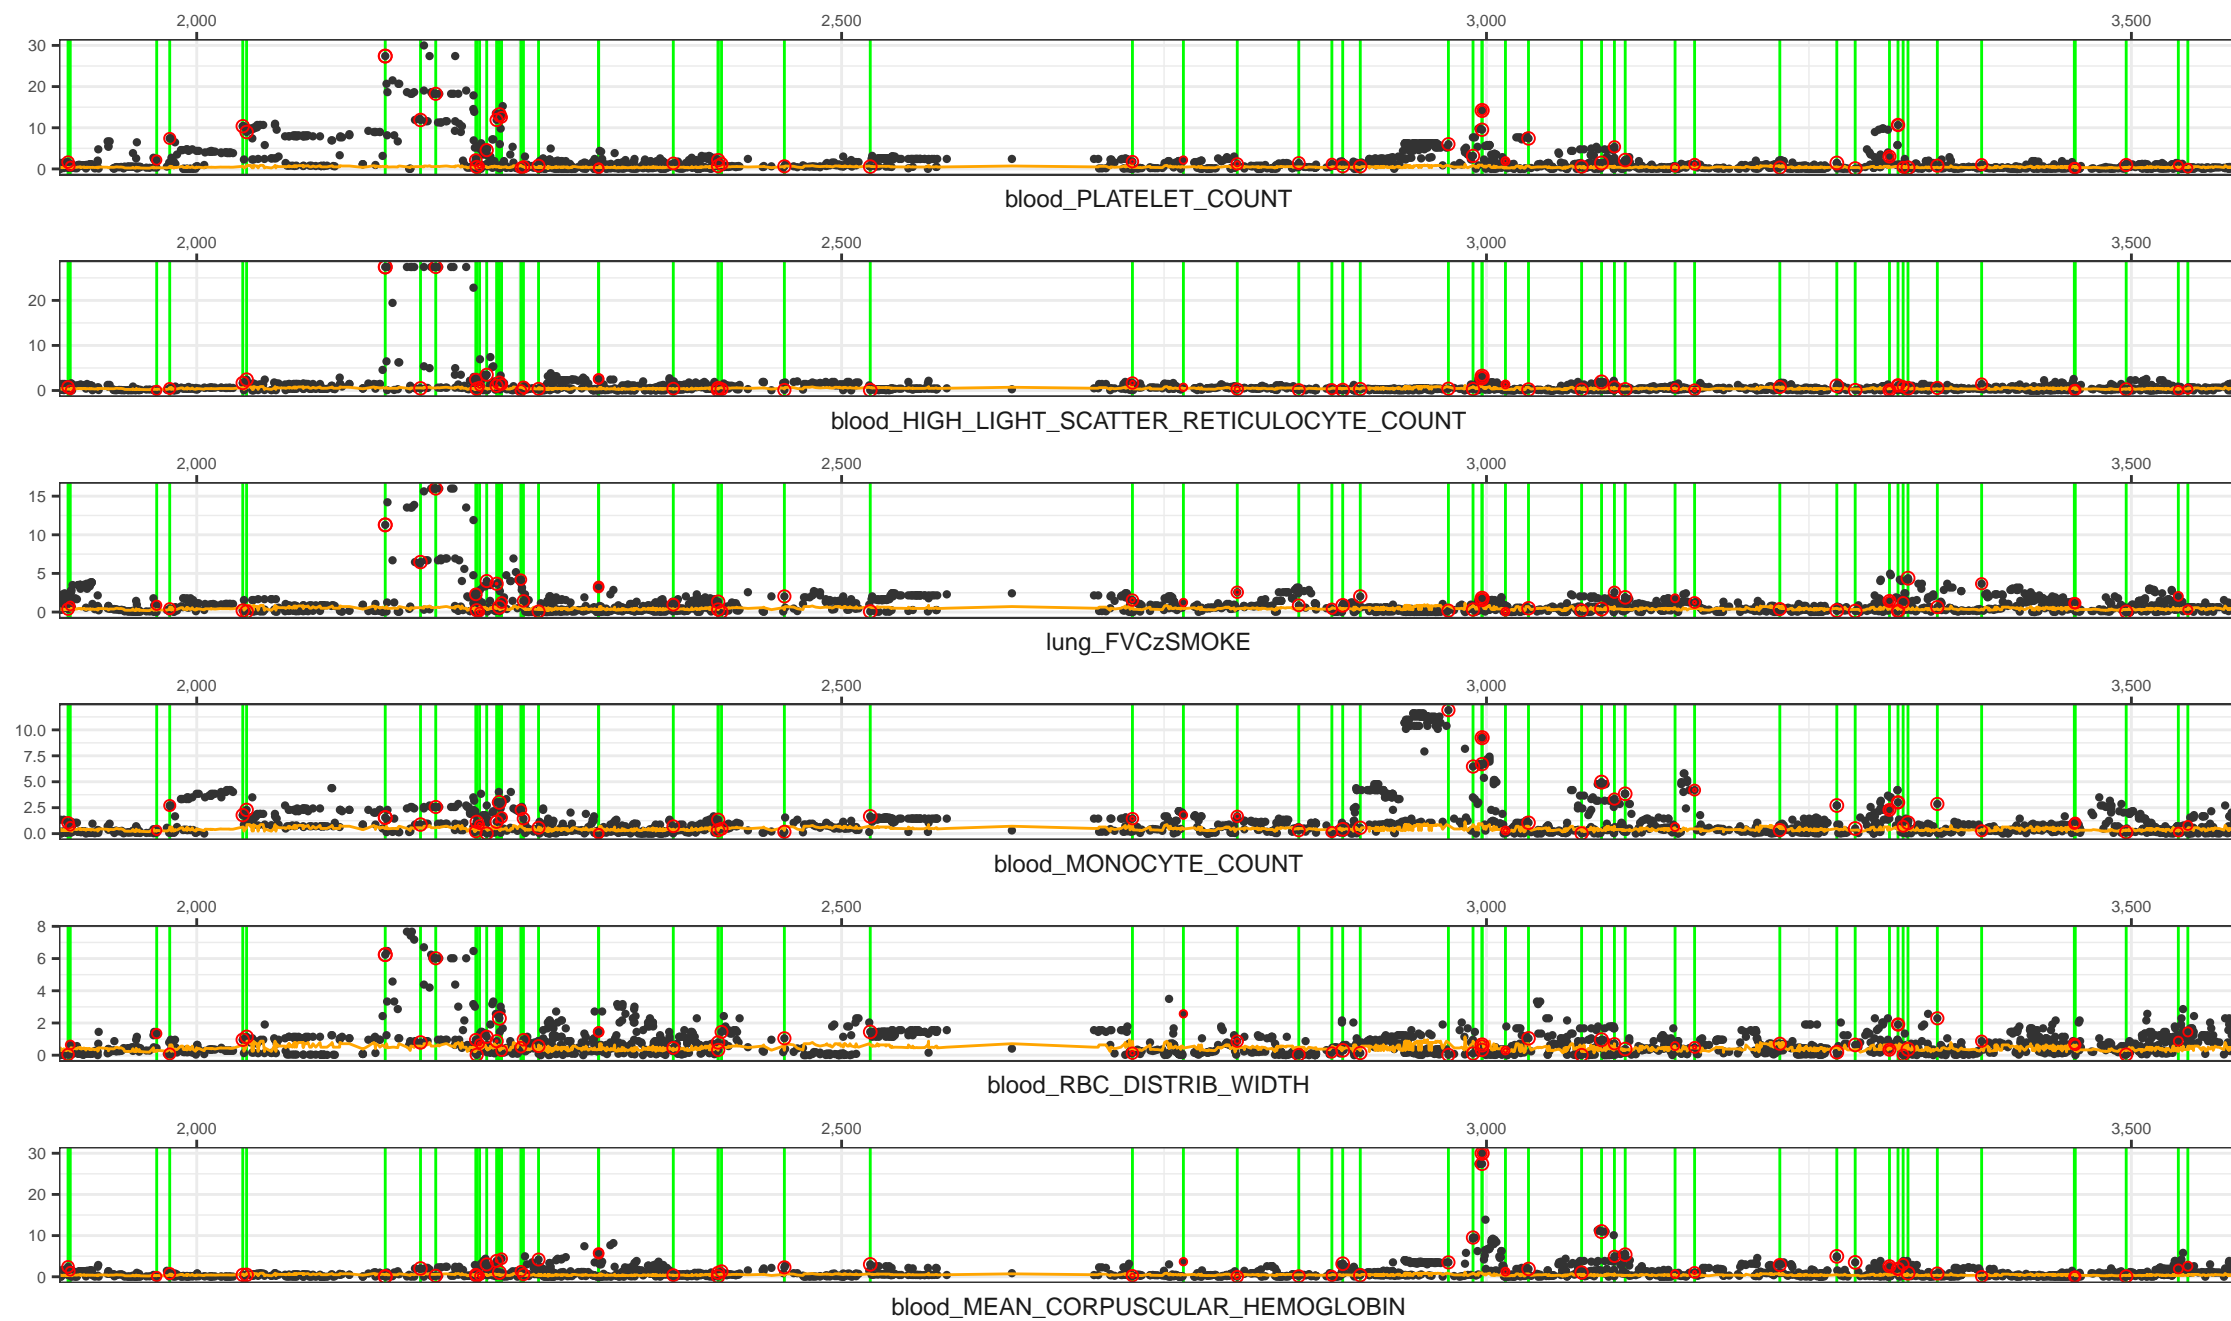 2,000 2,500 3,000 3,500
30
20
10
0
blood_PLATELET_COUNT
2,000 2,500 3,000 3,500
20
10
0
blood_HIGH_LIGHT_SCATTER_RETICULOCYTE_COUNT
2,000 2,500 3,000 3,500
15
10
5
0
lung_FVCzSMOKE
2,000 2,500 3,000 3,500
10.0
7.5
5.0
2.5
0.0
blood_MONOCYTE_COUNT
2,000 2,500 3,000 3,500
8
6
4
2
0
blood_RBC_DISTRIB_WIDTH
2,000 2,500 3,000 3,500
30
20
10
0
blood_MEAN_CORPUSCULAR_HEMOGLOBIN